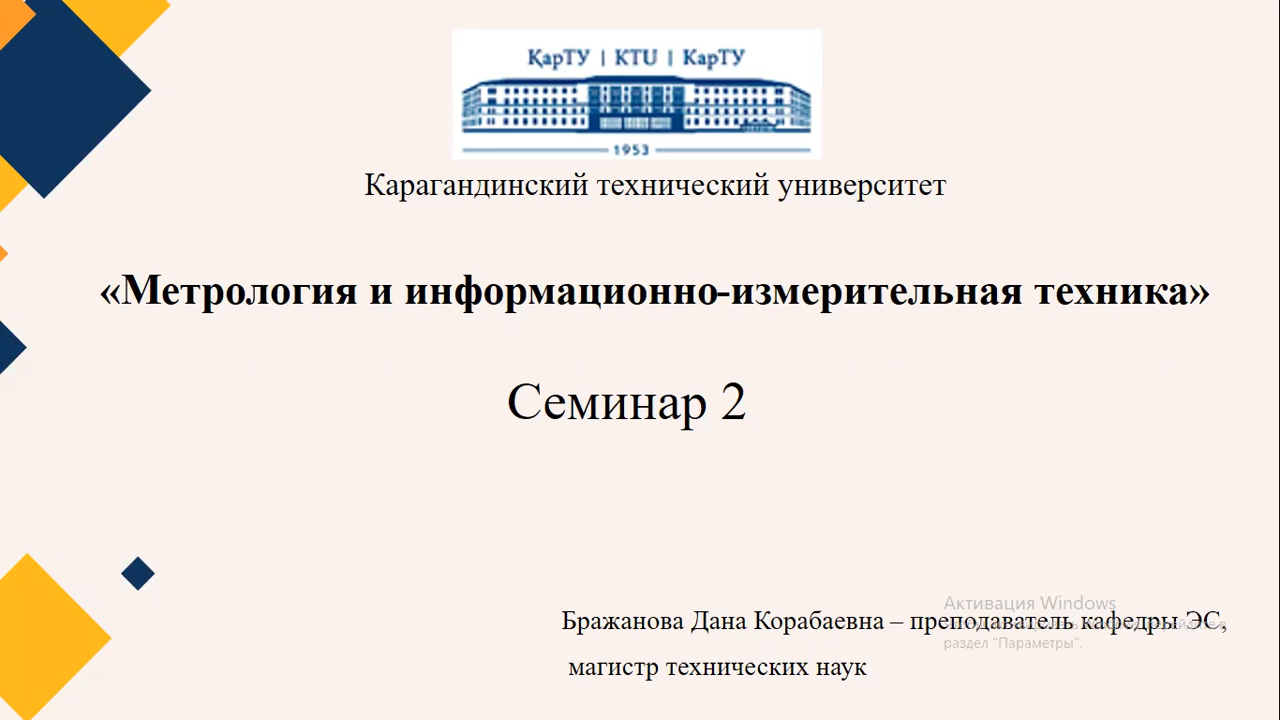 ҚарТУ | KTU | КарТУ
1953
Карагандинский технический университет
«Метрология и информационно-измерительная техника»
Семинар 2
Активация Windows
Бражанова Дана Корабаевна – преподаватель кафедры ЭС,
раздел "Параметры".
магистр технических наук